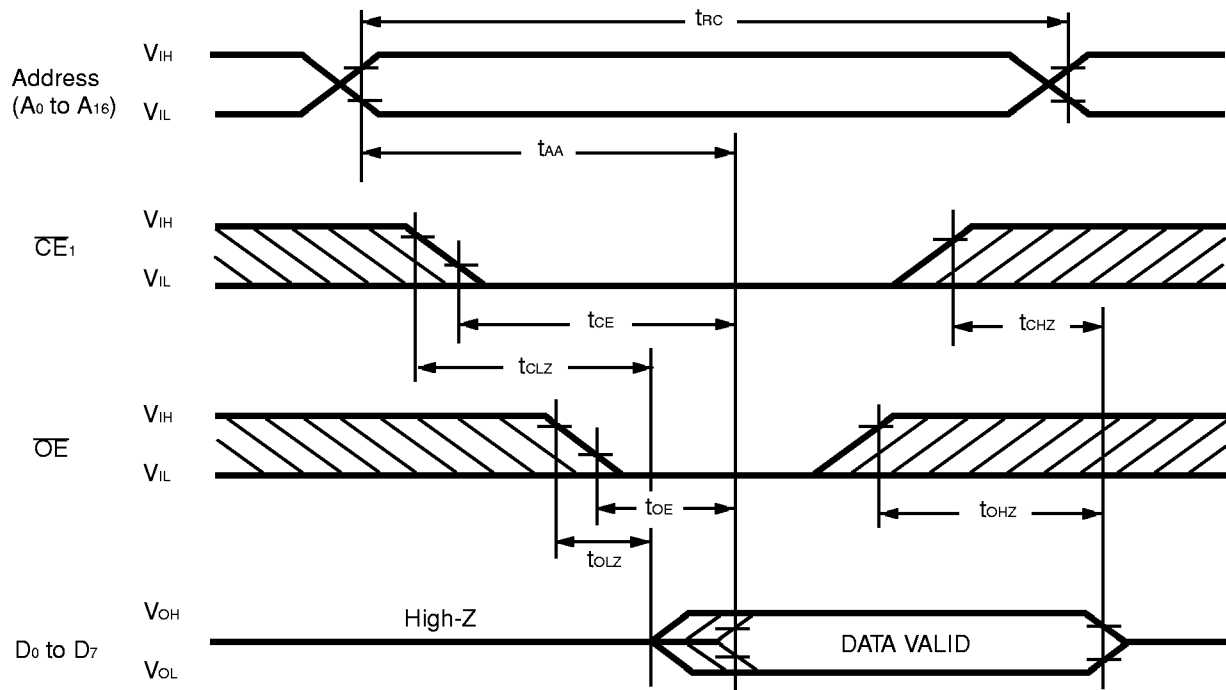 tRC
VIH
Address
(A0 to A16)
VIL
tAA
VIH
CE1
VIL
tCE
tCHZ
tCLZ
VIH
OE
VIL
tOE
tOHZ
tOLZ
VOH
High-Z
D0 to D7
DATA VALID
VOL